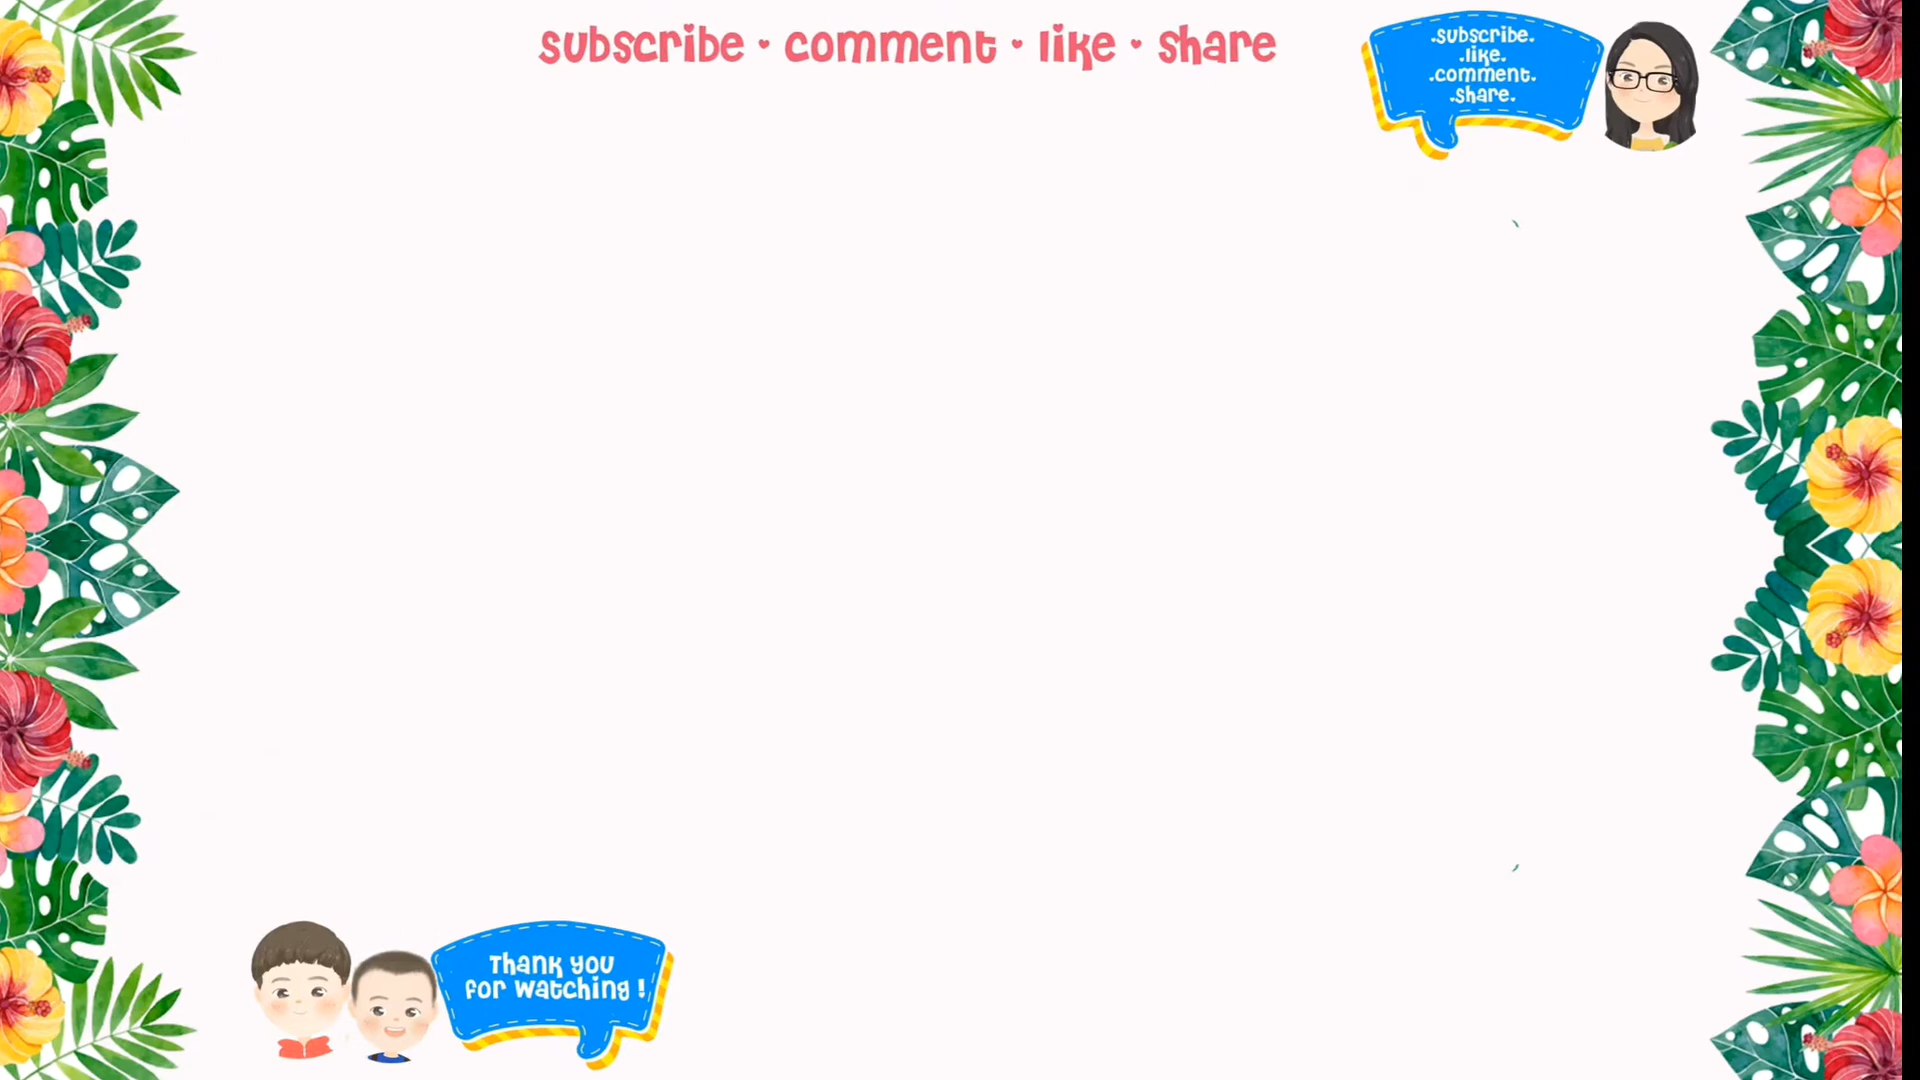 subscribe • comment • like • share
.subscribe.
.like.
.comment.
.share.
Thank you
for watching !